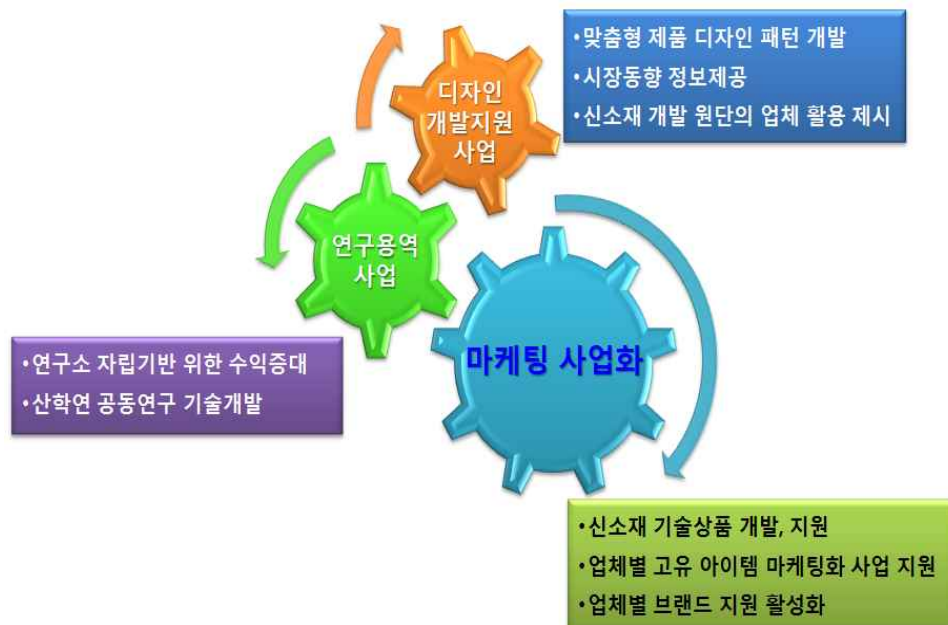 디자인
개발지원
사업
•맞춤형 제품 디자인 패턴 개발
•시장동향 정보제공
•신소재 개발 원단의 업체 활용 제시
연구용역
사업
•연구소 자립기반 위한 수익증대
•산학연 공동연구 기술개발
마케팅 사업화
•신소재 기술상품 개발, 지원
•업체별 고유 아이템 마케팅화 사업 지원
•업체별 브랜드 지원 활성화